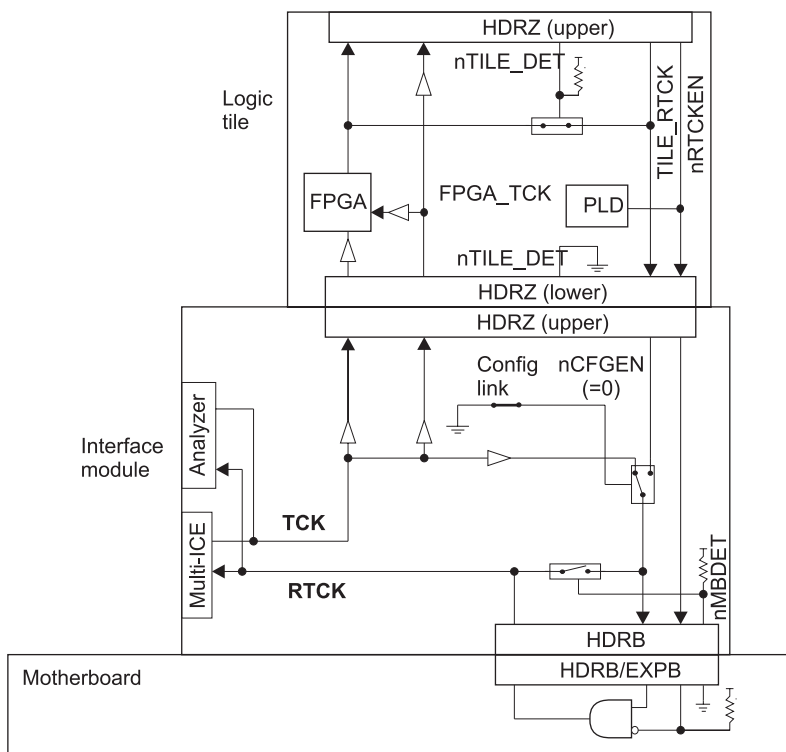 HDRZ (upper)
nTILE_DET
Logic
tile
TILE_RTCK
nRTCKEN
FPGA
FPGA_TCK
PLD
nTILE_DET
HDRZ (lower)
HDRZ (upper)
Config
link
nCFGEN
(=0)
Analyzer
Interface
module
Multi-ICE
TCK
RTCK
nMBDET
HDRB
HDRB/EXPB
Motherboard